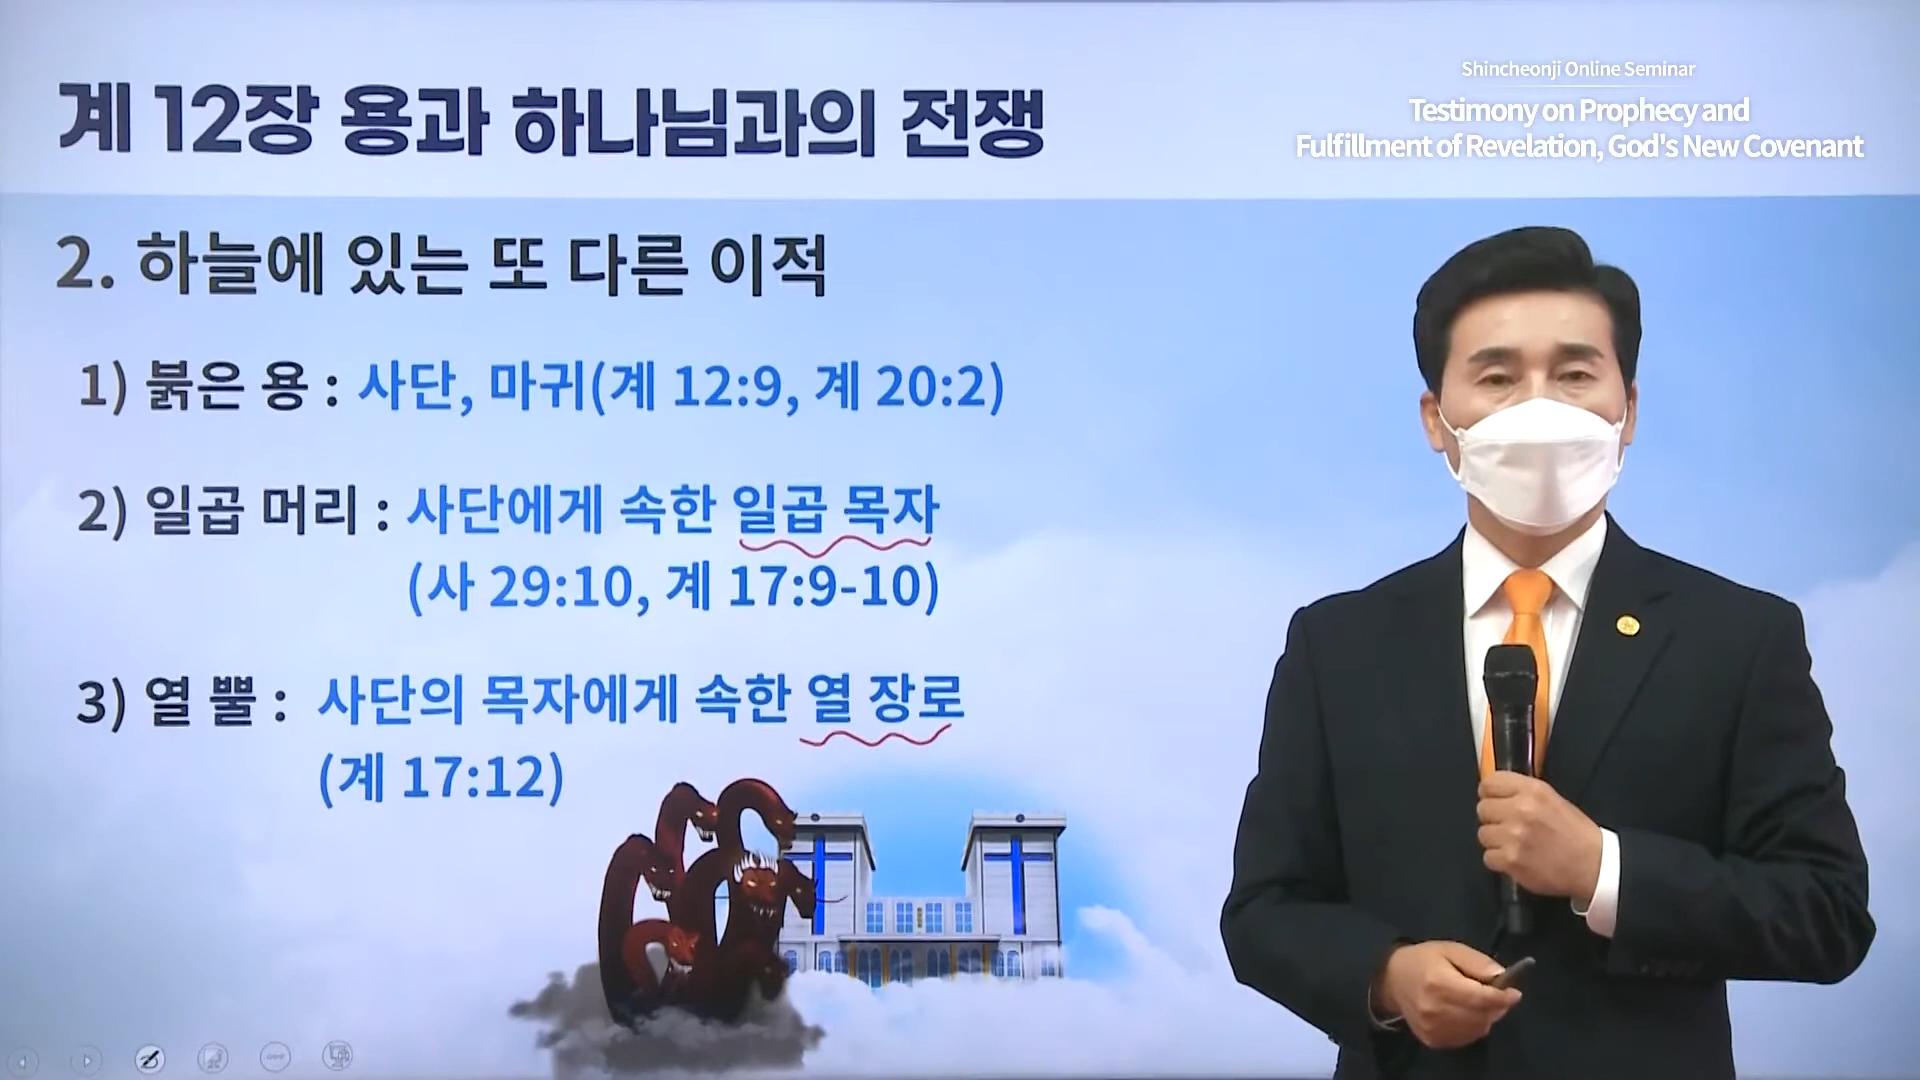 계 12장 용과 하나님과의 전쟁
Shincheonji Online Seminar
Testimony on Prophecy and
Fulfillment of Revelation, God's New Covenant
2. 하늘에 있는 또 다른 이적
1) 붉은 용 : 사단, 마귀(계 12:9, 계 20:2)
2) 일곱 머리 : 사단에게 속한 일곱 목자
(사 29:10, 계 17:9-10)
3) 열 뿔 : 사단의 목자에게 속한 열 장로
(계 17:12)